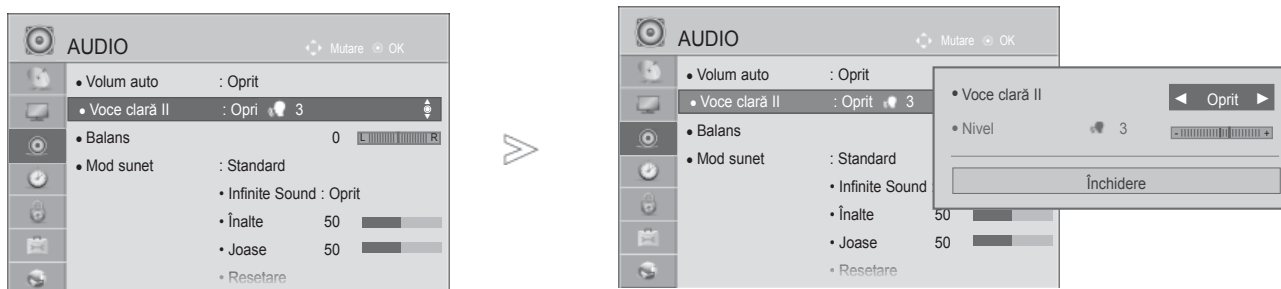 AUDIO
Mutare OK
• Volum auto : Oprit
• Voce clară II : Opri 3
• Balans 0 L R
• Mod sunet : Standard
• Infinite Sound : Oprit
• Înalte 50
• Joase 50
• Resetare
AUDIO
Mutare OK
• Volum auto : Oprit
• Voce clară II : Oprit 3
• Balans
• Mod sunet : Standard
• Infinite Sound :
• Înalte 50
• Joase 50
• Resetare
• Voce clară II ◄ Oprit ►
• Nivel 3 - +
Închidere